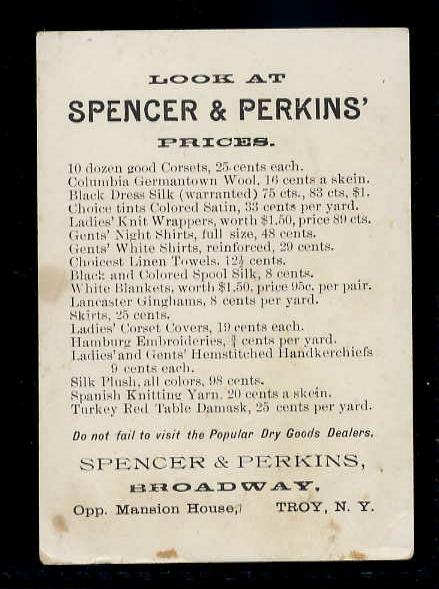 LOOK AT
SPENCER & PERKINS'
PRICES.
10 dozen good Corsets, 25 cents each.
Columbia Germantown Wool, 16 cents a skein.
Black Dress Silk (warranted) 75 cts., 83 cts, $1.
Choice tints Colored Satin, 33 cents per yard.
Ladies' Knit Wrappers, worth $1.50, price 89 cts.
Gents' Night Shirts, full size, 48 cents.
Gents' White Shirts, reinforced, 29 cents.
Choicest Linen Towels, 12½ cents.
Black and Colored Spool Silk, 8 cents.
White Blankets, worth $1.50, price 95c. per pair.
Lancaster Ginghams, 8 cents per yard.
Skirts, 25 cents.
Ladies' Corset Covers, 19 cents each.
Hamburg Embroideries, ¾ cents per yard.
Ladies' and Gents' Hemstitched Handkerchiefs
9 cents each.
Silk Plush, all colors, 98 cents.
Spanish Knitting Yarn, 20 cents a skein.
Turkey Red Table Damask, 25 cents per yard.
Do not fail to visit the Popular Dry Goods Dealers.
SPENCER & PERKINS,
BROADWAY,
Opp. Mansion House, TROY, N. Y.